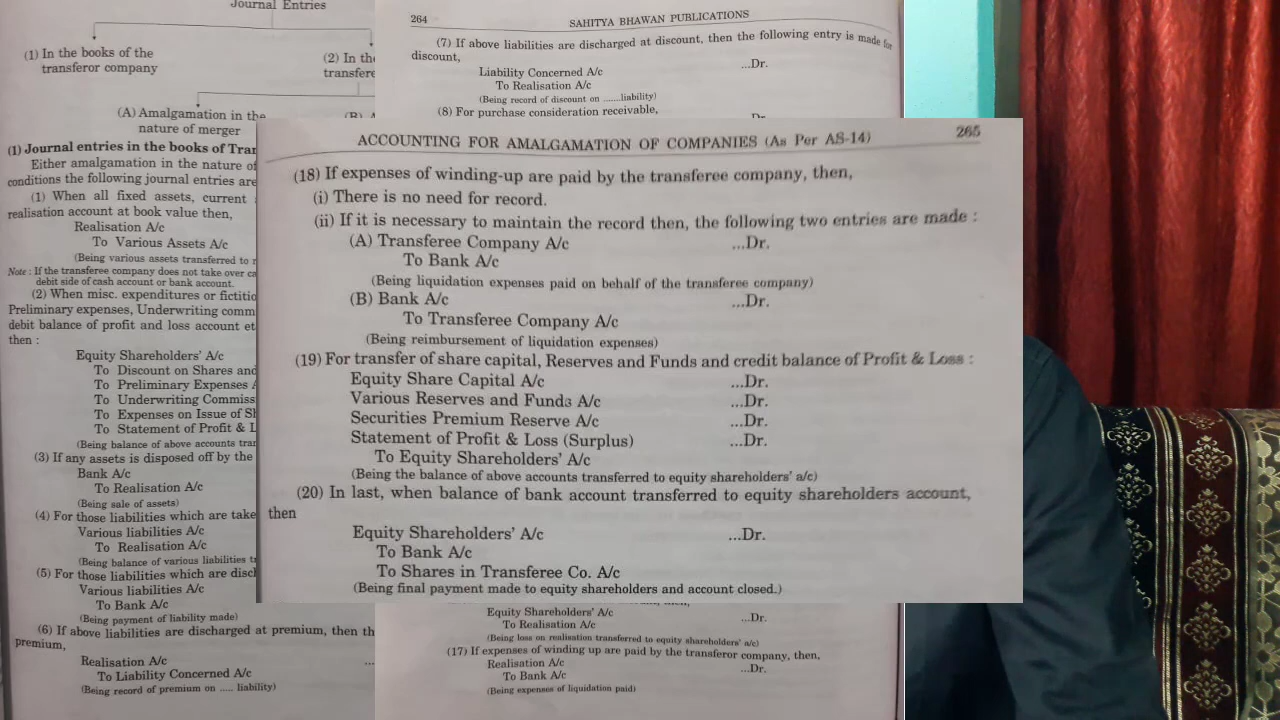 Journal Entries
(1) In the books of the
transferor company
(2) In the
transfere
(A) Amalgamation in the
nature of merger
(1) Journal entries in the books of Tran
Either amalgamation in the nature of
conditions the following journal entries are
(1) When all fixed assets, current
realisation account at book value then,
Realisation A/c
To Various Assets A/c
(Being various assets transferred to r
Note : If the transferee company does not take over ca
debit side of cash account or bank account.
(2) When misc. expenditures or fictitio
Preliminary expenses, Underwriting comm
debit balance of profit and loss account et
then :
Equity Shareholders' A/c
To Discount on Shares and
To Preliminary Expenses A
To Underwriting Commiss
To Expenses on Issue of Sh
To Statement of Profit & L
(Being balance of above accounts tran
(3) If any assets is disposed off by the
Bank A/c
To Realisation A/c
(Being sale of assets)
(4) For those liabilities which are take
Various liabilities A/c
To Realisation A/c
(Being balance of various liabilities tr
(5) For those liabilities which are disch
Various liabilities A/c
To Bank A/c
(Being payment of liability made)
(6) If above liabilities are discharged at premium, then th
premium,
Realisation A/c ...
To Liability Concerned A/c
(Being record of premium on ..... liability)
264 SAHITYA BHAWAN PUBLICATIONS
(7) If above liabilities are discharged at discount, then the following entry is made for
discount,
Liability Concerned A/c ...Dr.
To Realisation A/c
(Being record of discount on .......liability)
(8) For purchase consideration receivable,
ACCOUNTING FOR AMALGAMATION OF COMPANIES (As Per AS-14) 265
(18) If expenses of winding-up are paid by the transferee company, then,
(i) There is no need for record.
(ii) If it is necessary to maintain the record then, the following two entries are made :
(A) Transferee Company A/c ...Dr.
To Bank A/c
(Being liquidation expenses paid on behalf of the transferee company)
(B) Bank A/c ...Dr.
To Transferee Company A/c
(Being reimbursement of liquidation expenses)
(19) For transfer of share capital, Reserves and Funds and credit balance of Profit & Loss :
Equity Share Capital A/c ...Dr.
Various Reserves and Funds A/c ...Dr.
Securities Premium Reserve A/c ...Dr.
Statement of Profit & Loss (Surplus) ...Dr.
To Equity Shareholders' A/c
(Being the balance of above accounts transferred to equity shareholders' a/c)
(20) In last, when balance of bank account transferred to equity shareholders account,
then
Equity Shareholders' A/c ...Dr.
To Bank A/c
To Shares in Transferee Co. A/c
(Being final payment made to equity shareholders and account closed.)
Equity Shareholders' A/c ...Dr.
To Realisation A/c
(Being loss on realisation transferred to equity shareholders' a/c)
(17) If expenses of winding up are paid by the transferor company, then,
Realisation A/c ...Dr.
To Bank A/c
(Being expenses of liquidation paid)